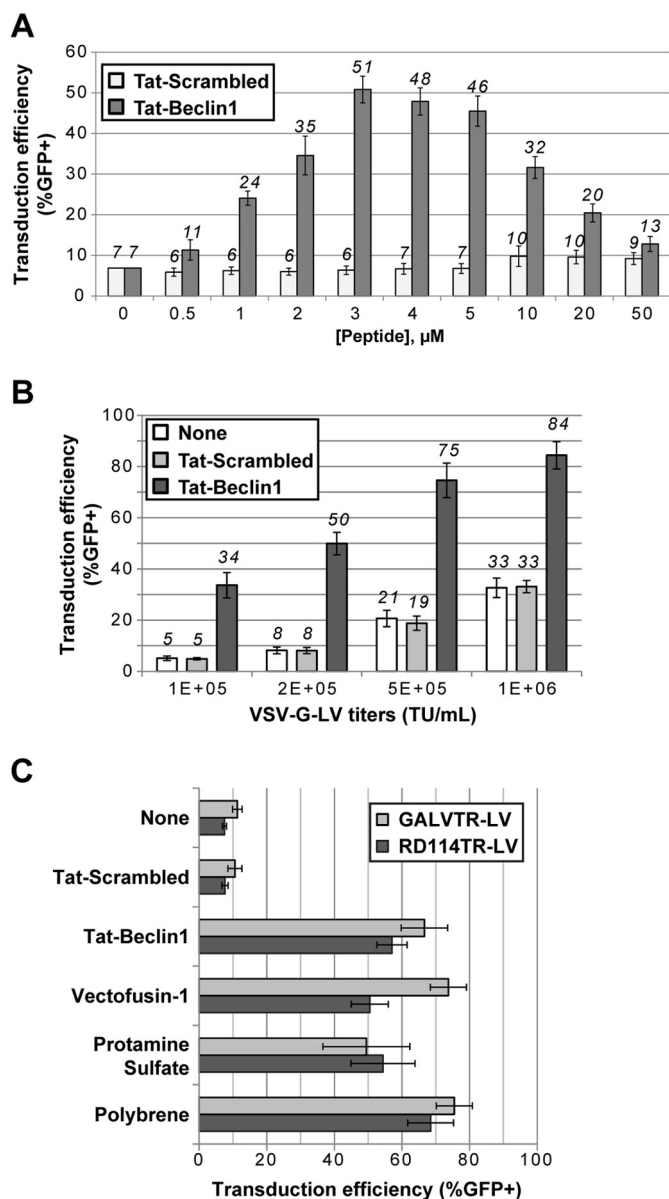 A
Transduction efficiency
(%GFP+)
60
50
40
30
20
10
0
Tat-Scrambled
Tat-Beclin1
7 7
6 11
6 24
6 35
6 51
7 48
7 46
10 32
10 20
9 13
0 0.5 1 2 3 4 5 10 20 50
[Peptide], µM
B
Transduction efficiency
(%GFP+)
100
80
60
40
20
0
None
Tat-Scrambled
Tat-Beclin1
5 5 34
8 8 50
21 19 75
33 33 84
1E+05 2E+05 5E+05 1E+06
VSV-G-LV titers (TU/mL)
C
GALVTR-LV
RD114TR-LV
None
Tat-Scrambled
Tat-Beclin1
Vectofusin-1
Protamine
Sulfate
Polybrene
0 20 40 60 80 100
Transduction efficiency (%GFP+)